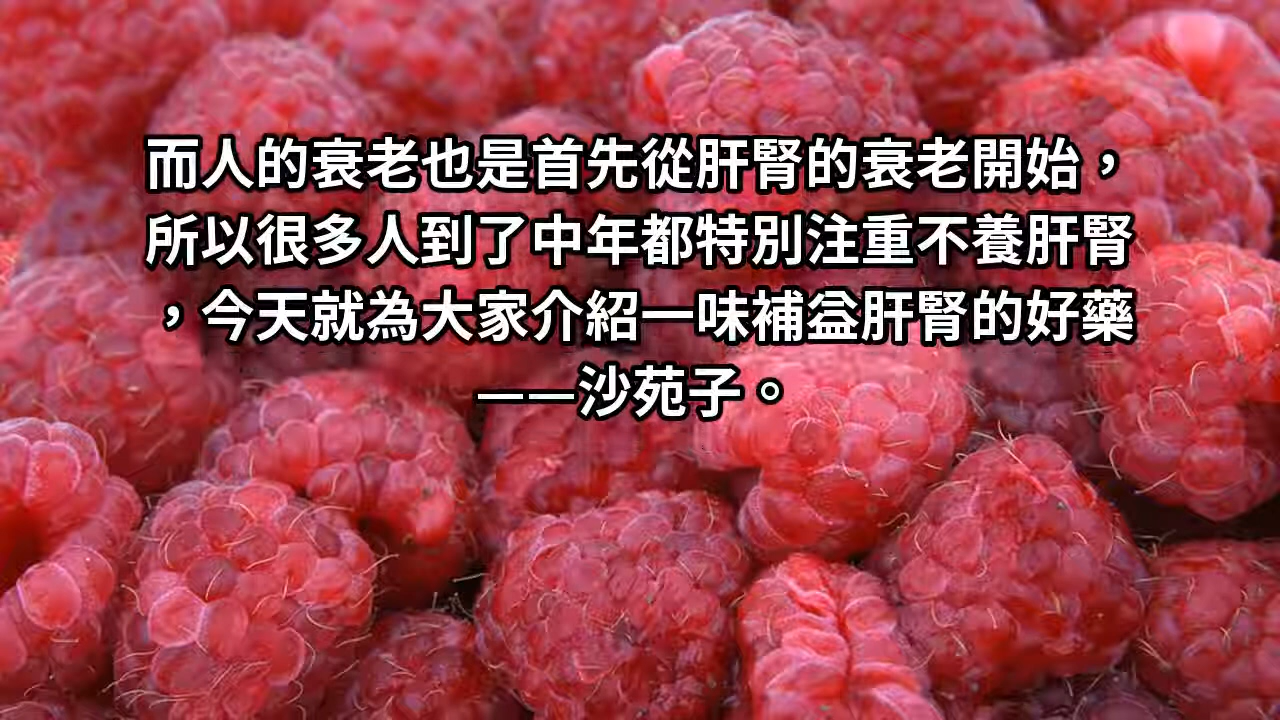 而人的衰老也是首先從肝腎的衰老開始，
所以很多人到了中年都特別注重不養肝腎
，今天就為大家介紹一味補益肝腎的好藥
——沙苑子。